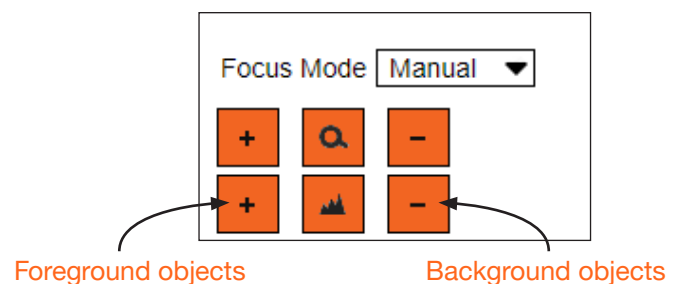 Focus Mode Manual
+ −
+ −
Foreground objects Background objects